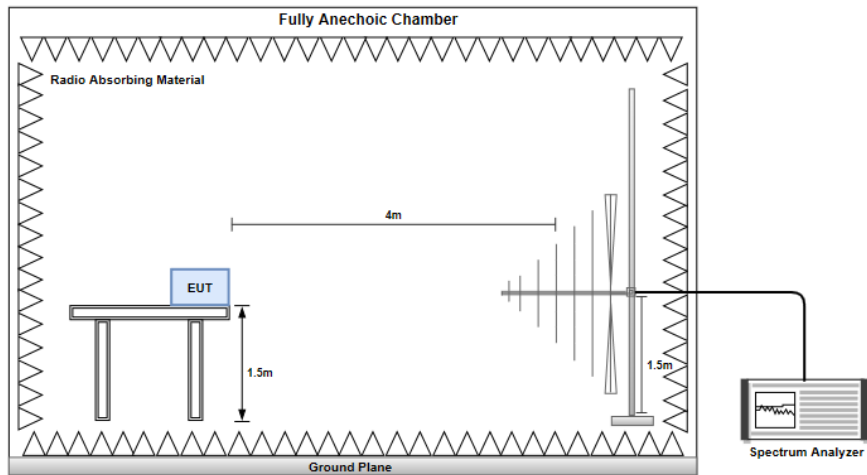 Fully Anechoic Chamber
Radio Absorbing Material
4m
EUT
1.5m
1.5m
Spectrum Analyzer
Ground Plane